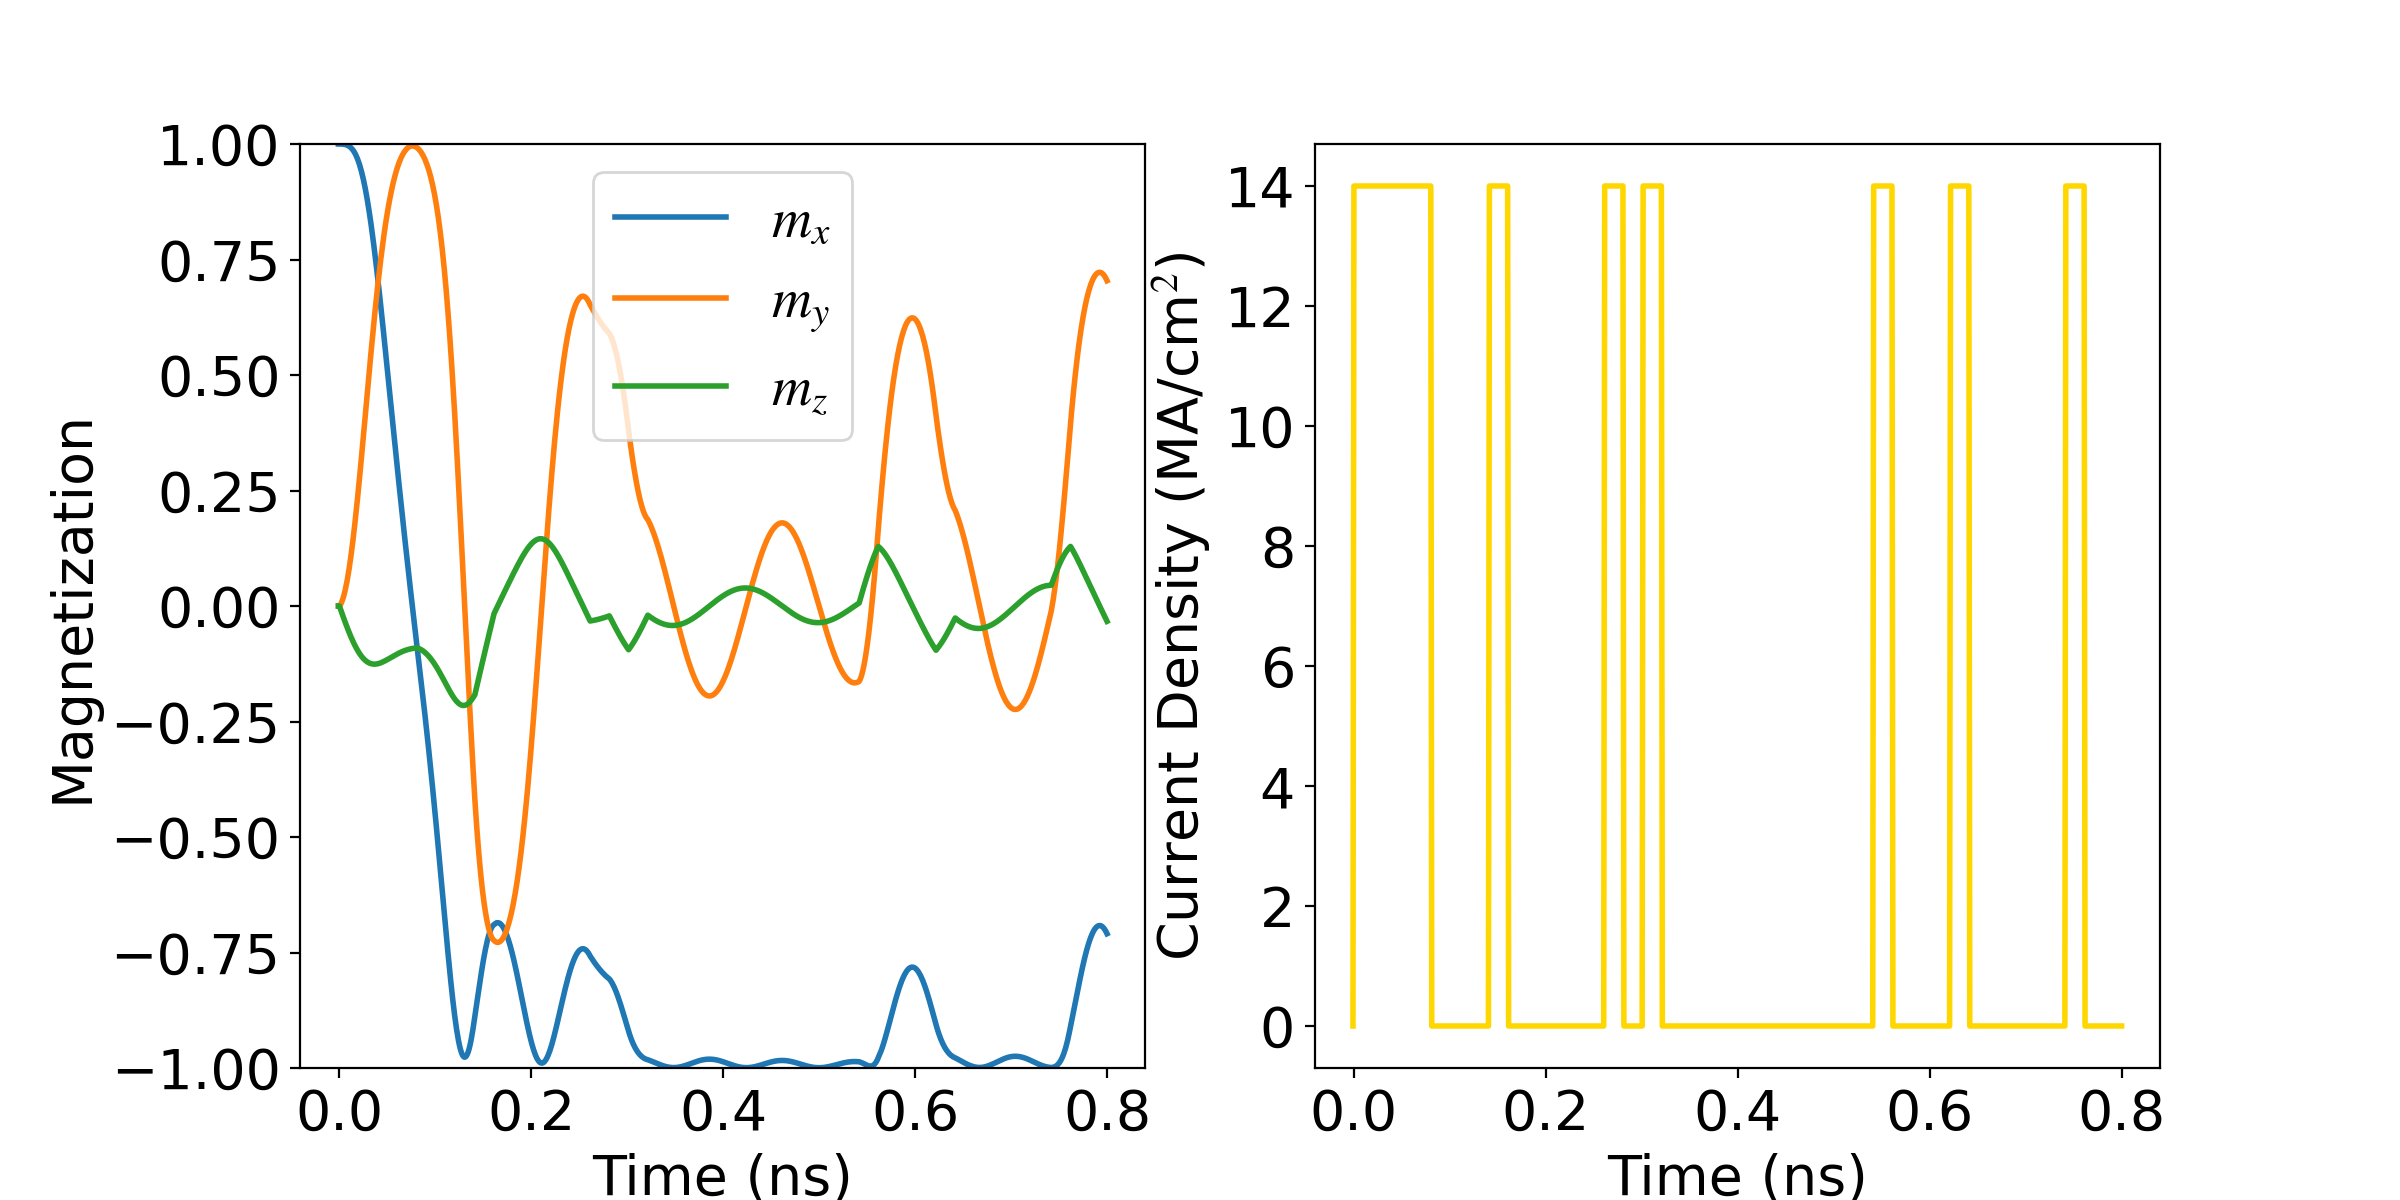 1.00
0.75
0.50
0.25
0.00
−0.25
−0.50
−0.75
−1.00
Magnetization
0.0 0.2 0.4 0.6 0.8
Time (ns)
m_x
m_y
m_z
14
12
10
8
6
4
2
0
Current Density (MA/cm²)
0.0 0.2 0.4 0.6 0.8
Time (ns)